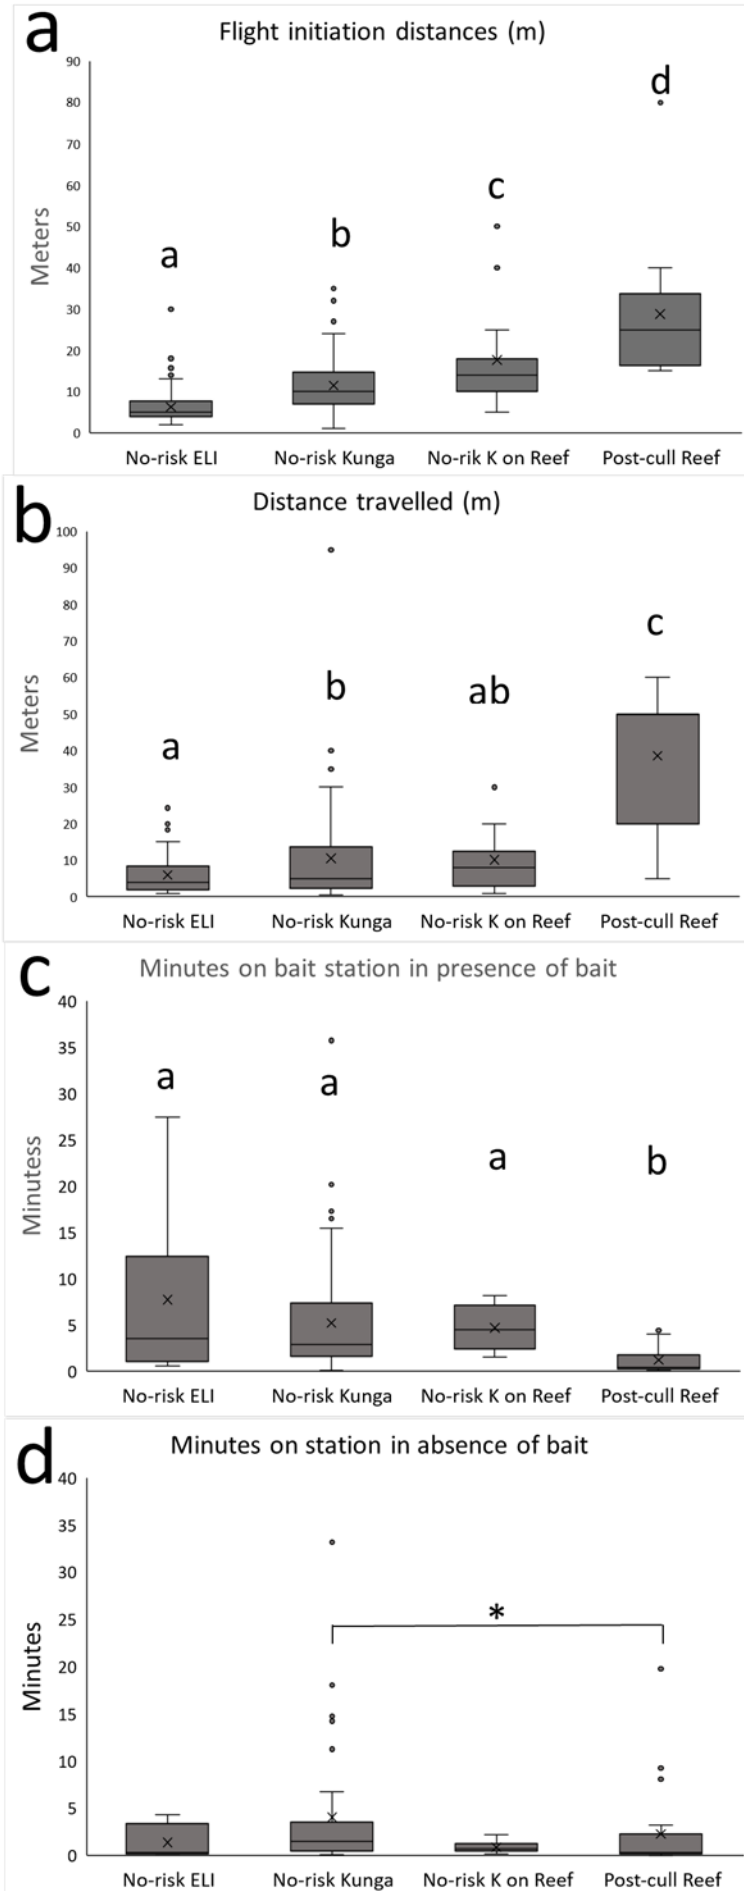 a
Flight initiation distances (m)
90
80
70
60
50
40
30
20
10
0
Meters
a
b
c
d
No-risk ELI
No-risk Kunga
No-rik K on Reef
Post-cull Reef
b
Distance travelled (m)
100
90
80
70
60
50
40
30
20
10
0
Meters
a
b
ab
c
No-risk ELI
No-risk Kunga
No-risk K on Reef
Post-cull Reef
c
Minutes on bait station in presence of bait
40
35
30
25
20
15
10
5
0
Minutess
a
a
a
b
No-risk ELI
No-risk Kunga
No-risk K on Reef
Post-cull Reef
d
Minutes on station in absence of bait
40
35
30
25
20
15
10
5
0
Minutes
*
No-risk ELI
No-risk Kunga
No-risk K on Reef
Post-cull Reef